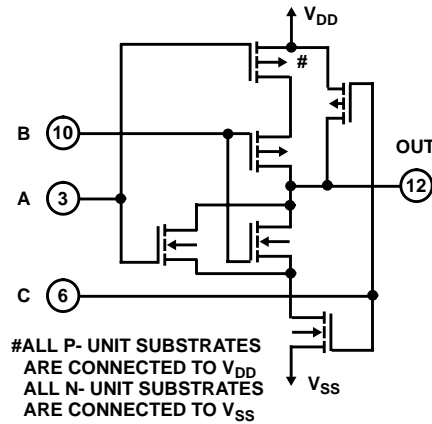 VDD
#
B 10
OUT
A 3
12
C 6
#ALL P- UNIT SUBSTRATES
ARE CONNECTED TO VDD
ALL N- UNIT SUBSTRATES
ARE CONNECTED TO VSS
VSS